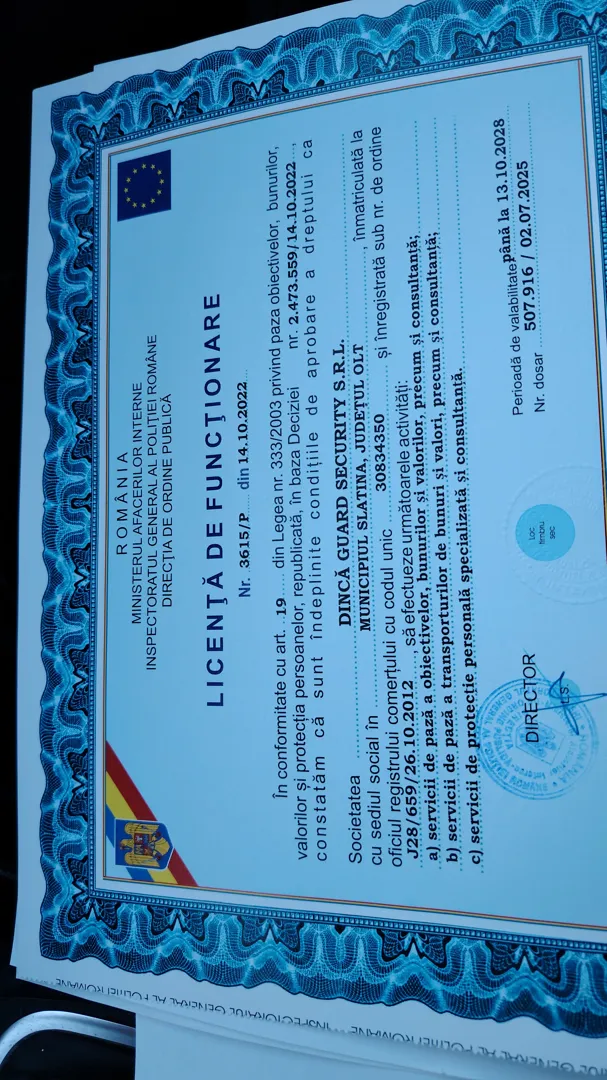 ROMÂNIA
MINISTERUL AFACERILOR INTERNE
INSPECTORATUL GENERAL AL POLIȚIEI ROMÂNE
DIRECȚIA DE ORDINE PUBLICĂ
LICENȚĂ DE FUNCȚIONARE
Nr. 3615/P din 14.10.2022
În conformitate cu art. 19 din Legea nr. 333/2003 privind paza obiectivelor, bunurilor,
valorilor și protecția persoanelor, republicată, în baza Deciziei nr. 2.473.559/14.10.2022,
constatăm că sunt îndeplinite condițiile de aprobare a dreptului ca
Societatea DINCĂ GUARD SECURITY S.R.L.
cu sediul social în MUNICIPIUL SLATINA, JUDEȚUL OLT, înmatriculată la
oficiul registrului comerțului cu codul unic 30834350 și înregistrată sub nr. de ordine
J28/659/26.10.2012, să efectueze următoarele activități:
a) servicii de pază a obiectivelor, bunurilor și valorilor, precum și consultanță;
b) servicii de pază a transporturilor de bunuri și valori, precum și consultanță;
c) servicii de protecție personală specializată și consultanță.
Perioadă de valabilitate până la 13.10.2028
Nr. dosar 507.916 / 02.07.2025
DIRECTOR
L.S.
Loc
timbru
sec
INSPECTORATUL GENERAL AL POLIȚIEI ROMÂNE